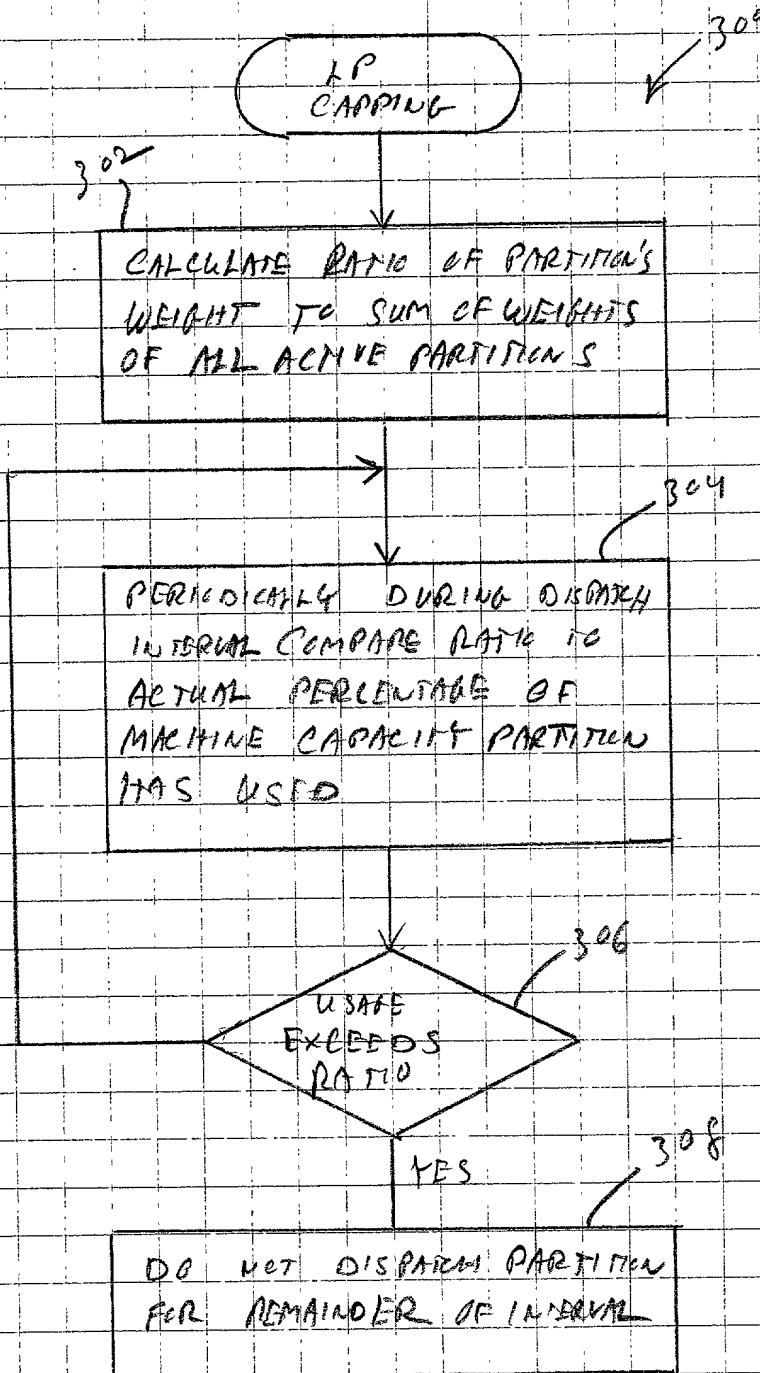 LP
CAPPING
302
CALCULATE RATIO OF PARTITION'S
WEIGHT TO SUM OF WEIGHTS
OF ALL ACTIVE PARTITIONS
304
PERIODICALLY DURING DISPATCH
INTERVAL COMPARE RATIO TO
ACTUAL PERCENTAGE OF
MACHINE CAPACITY PARTITION
HAS USED
306
USAGE
EXCEEDS
RATIO
YES
308
DO NOT DISPATCH PARTITION
FOR REMAINDER OF INTERVAL